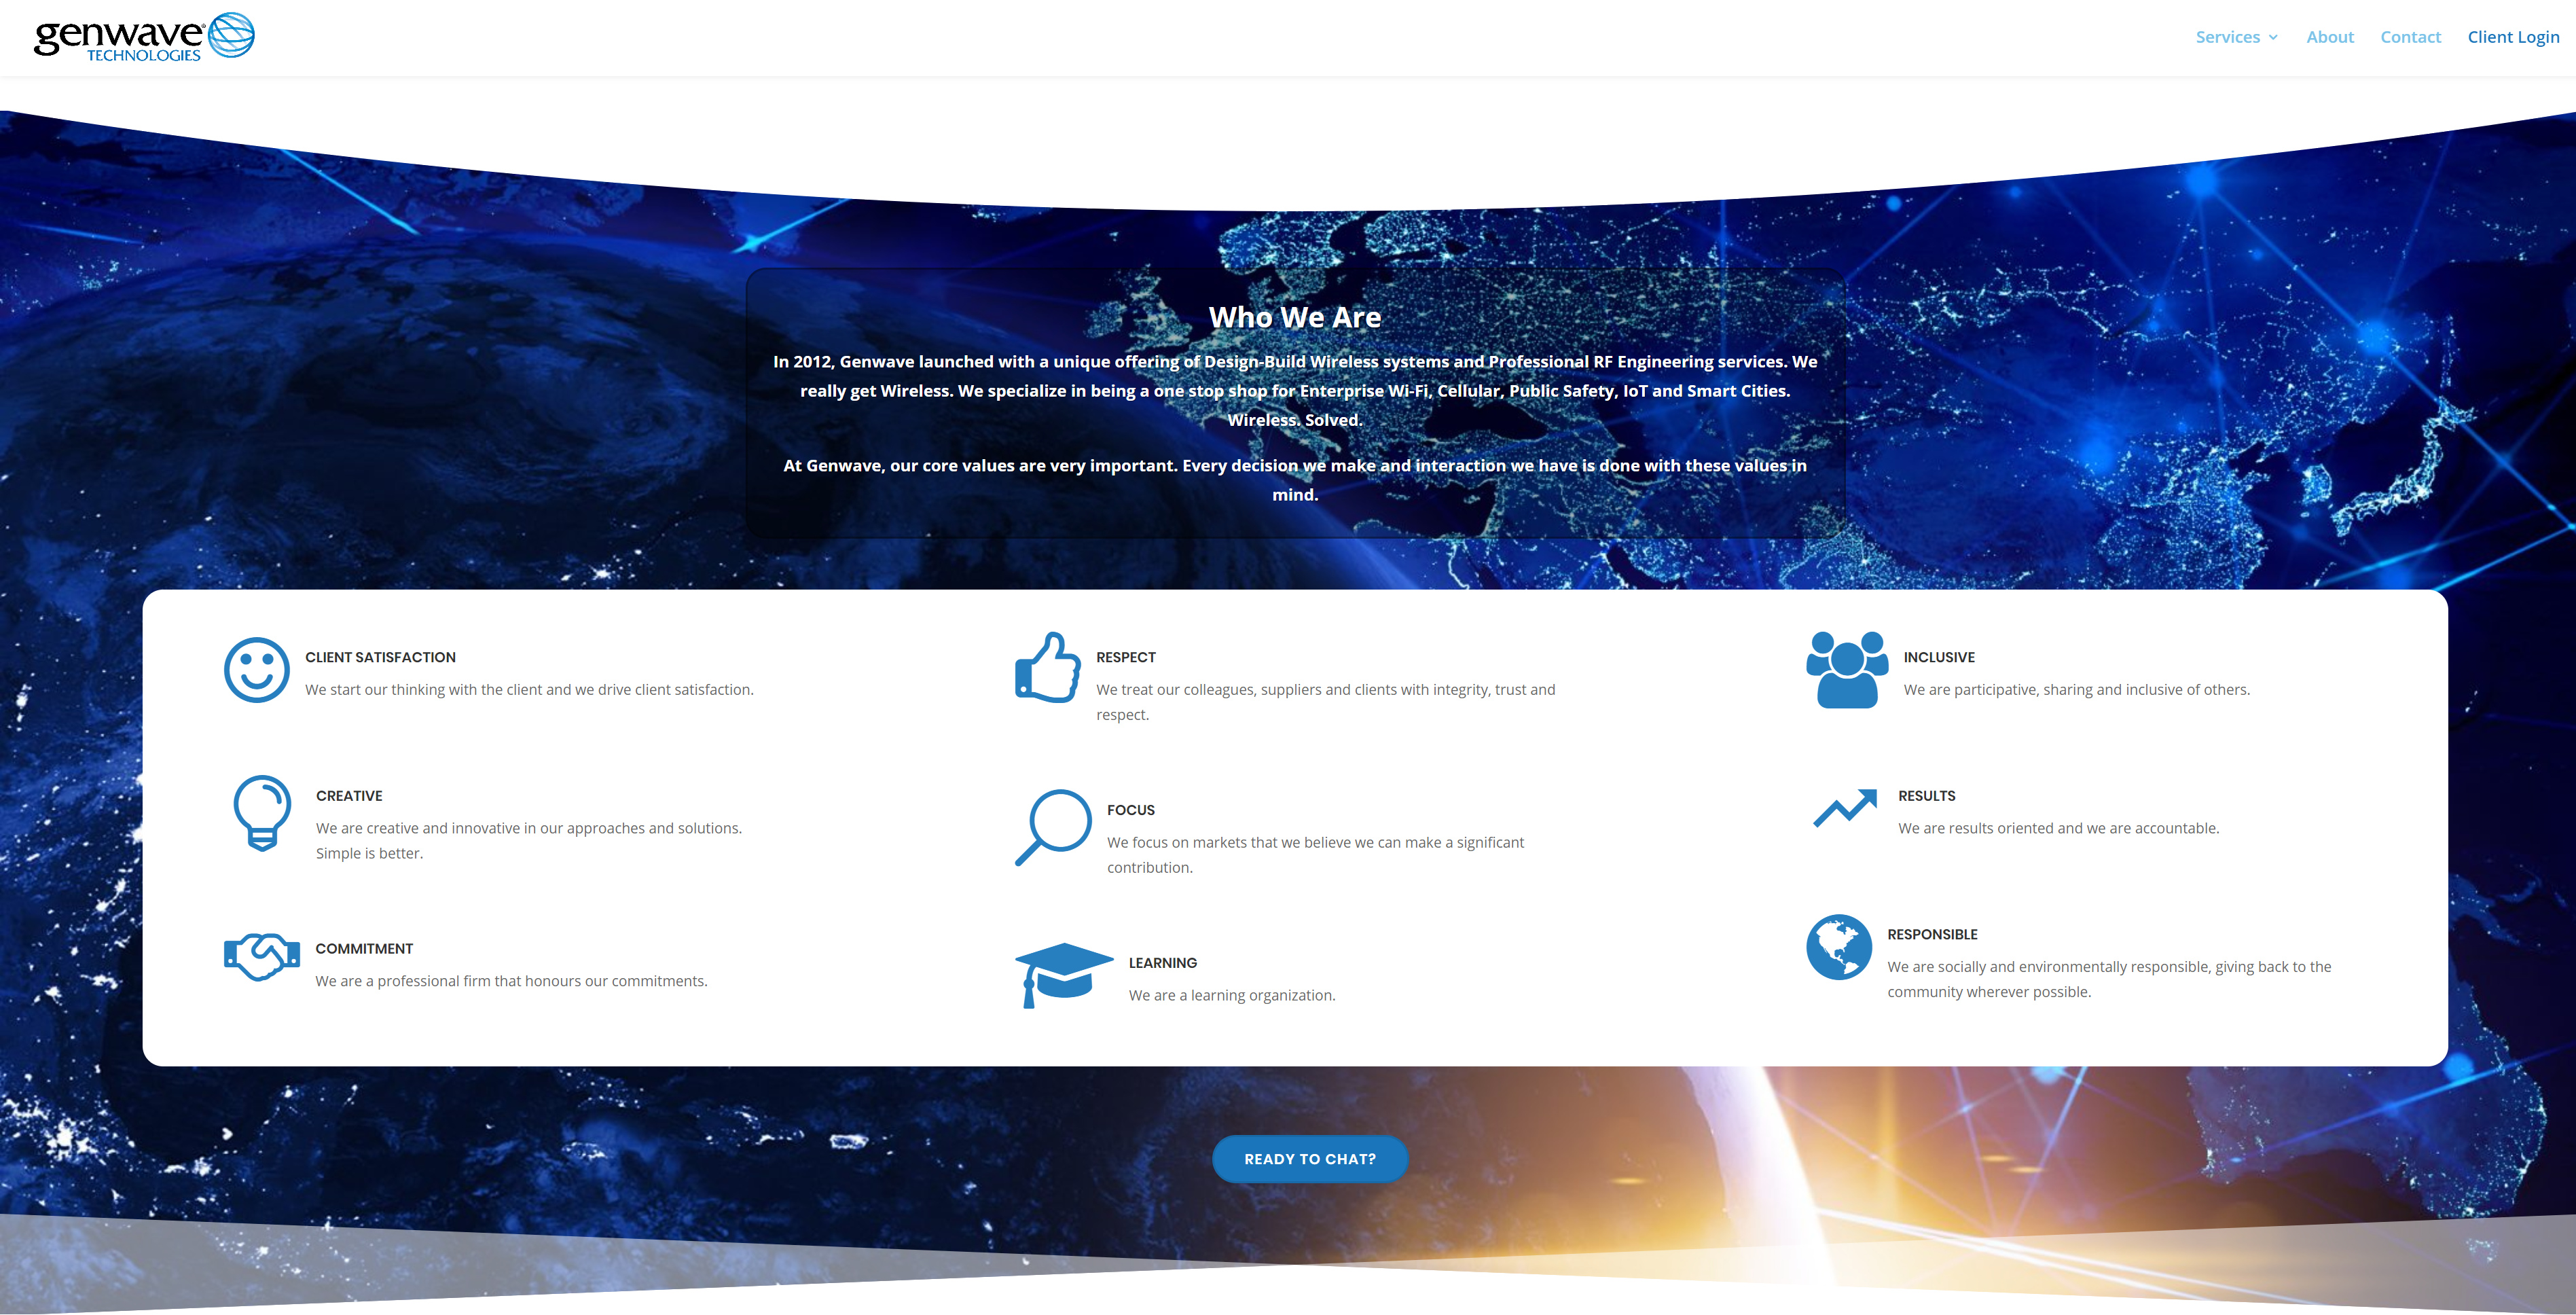 genwave®
TECHNOLOGIES
Services
About
Contact
Client Login
Who We Are
In 2012, Genwave launched with a unique offering of Design-Build Wireless systems and Professional RF Engineering services. We
really get Wireless. We specialize in being a one stop shop for Enterprise Wi-Fi, Cellular, Public Safety, IoT and Smart Cities.
Wireless. Solved.
At Genwave, our core values are very important. Every decision we make and interaction we have is done with these values in
mind.
CLIENT SATISFACTION
We start our thinking with the client and we drive client satisfaction.
RESPECT
We treat our colleagues, suppliers and clients with integrity, trust and
respect.
INCLUSIVE
We are participative, sharing and inclusive of others.
CREATIVE
We are creative and innovative in our approaches and solutions.
Simple is better.
FOCUS
We focus on markets that we believe we can make a significant
contribution.
RESULTS
We are results oriented and we are accountable.
COMMITMENT
We are a professional firm that honours our commitments.
LEARNING
We are a learning organization.
RESPONSIBLE
We are socially and environmentally responsible, giving back to the
community wherever possible.
READY TO CHAT?